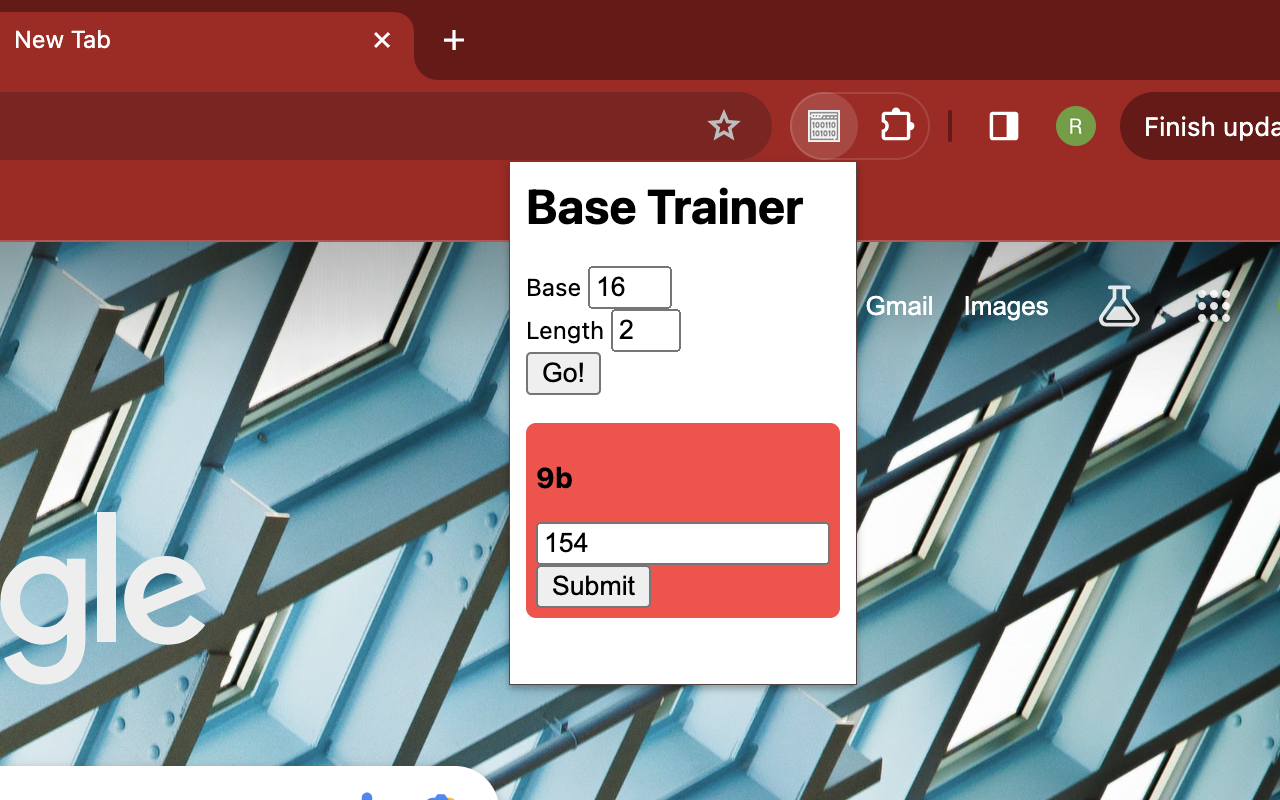 New Tab
R
Finish upda
Base Trainer
Base 16
Gmail Images
Length 2
Go!
9b
154
gle
Submit